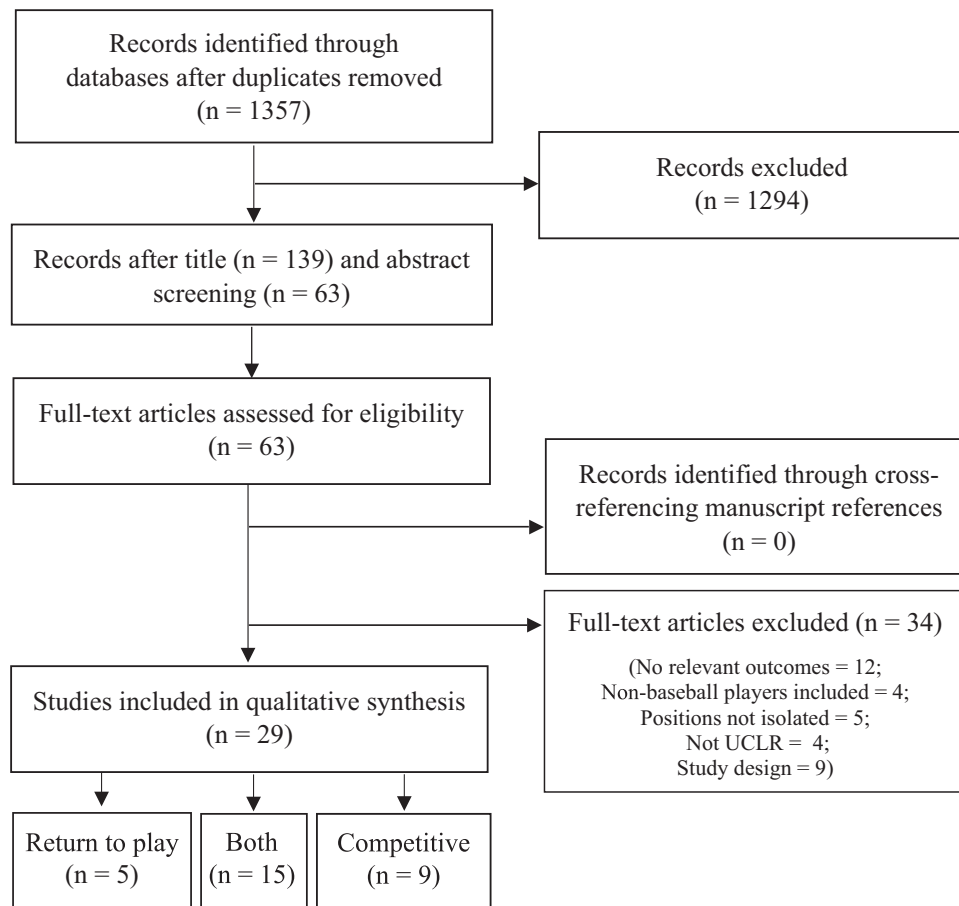 Records identified through
databases after duplicates removed
(n = 1357)
Records excluded
(n = 1294)
Records after title (n = 139) and abstract
screening (n = 63)
Full-text articles assessed for eligibility
(n = 63)
Records identified through cross-
referencing manuscript references
(n = 0)
Full-text articles excluded (n = 34)
(No relevant outcomes = 12;
Non-baseball players included = 4;
Positions not isolated = 5;
Not UCLR = 4;
Study design = 9)
Studies included in qualitative synthesis
(n = 29)
Return to play
(n = 5)
Both
(n = 15)
Competitive
(n = 9)